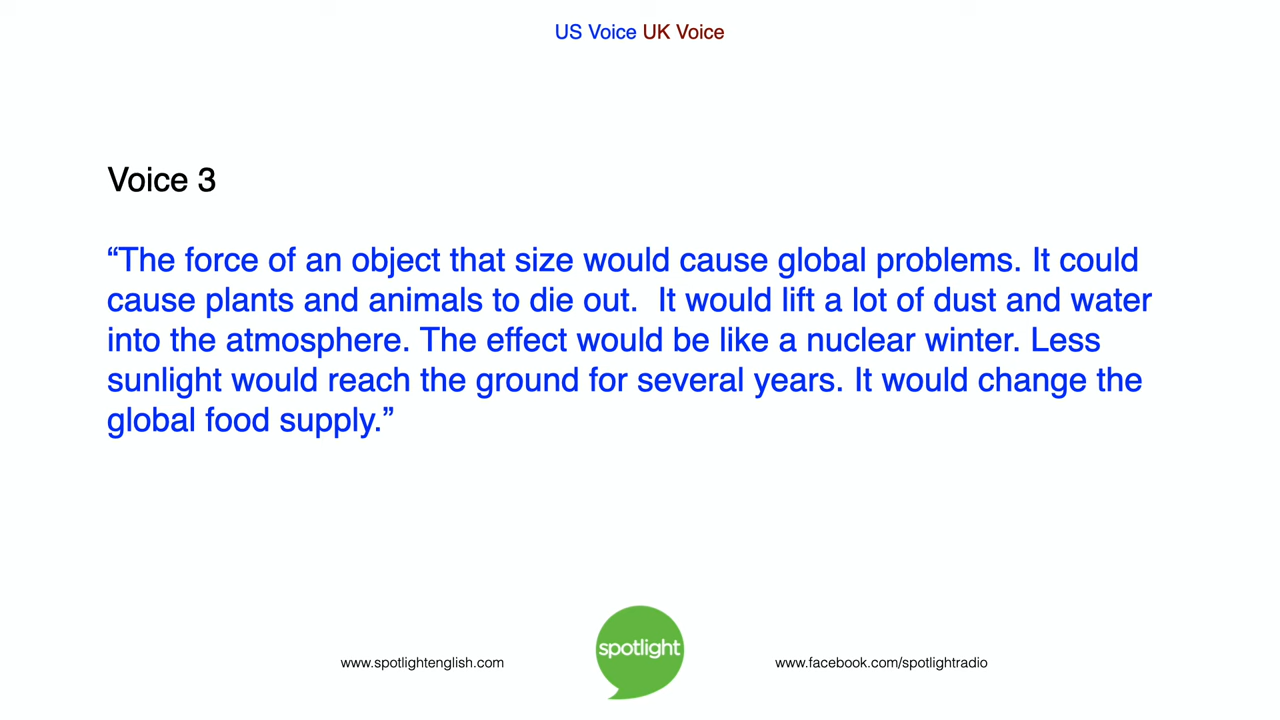 US Voice UK Voice
Voice 3
“The force of an object that size would cause global problems. It could
cause plants and animals to die out.  It would lift a lot of dust and water
into the atmosphere. The effect would be like a nuclear winter. Less
sunlight would reach the ground for several years. It would change the
global food supply.”
www.spotlightenglish.com
spotlight
www.facebook.com/spotlightradio